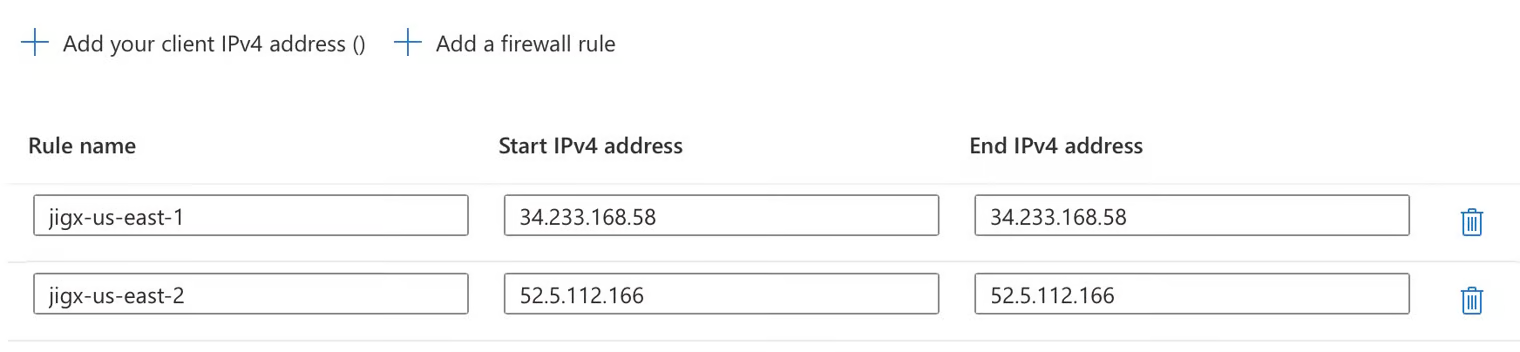 Add your client IPv4 address () Add a firewall rule
Rule name Start IPv4 address End IPv4 address
jigx-us-east-1 34.233.168.58 34.233.168.58
jigx-us-east-2 52.5.112.166 52.5.112.166